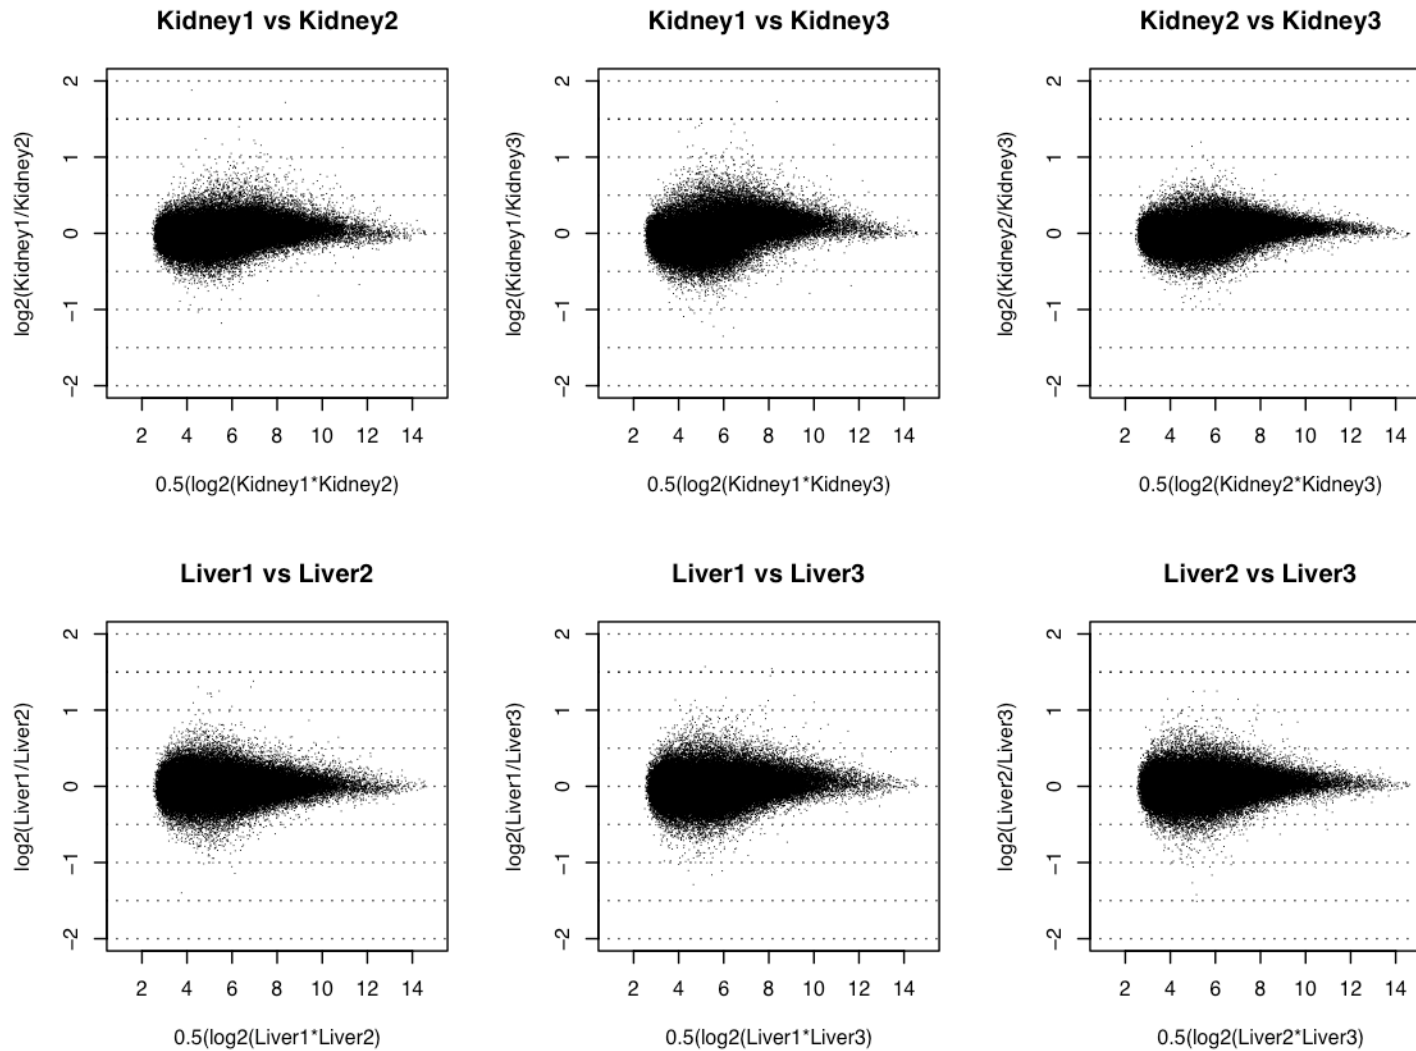 Kidney1 vs Kidney2
log2(Kidney1/Kidney2)
2
1
0
−1
−2
2 4 6 8 10 12 14
0.5(log2(Kidney1*Kidney2)
Kidney1 vs Kidney3
log2(Kidney1/Kidney3)
2
1
0
−1
−2
2 4 6 8 10 12 14
0.5(log2(Kidney1*Kidney3)
Kidney2 vs Kidney3
log2(Kidney2/Kidney3)
2
1
0
−1
−2
2 4 6 8 10 12 14
0.5(log2(Kidney2*Kidney3)
Liver1 vs Liver2
log2(Liver1/Liver2)
2
1
0
−1
−2
2 4 6 8 10 12 14
0.5(log2(Liver1*Liver2)
Liver1 vs Liver3
log2(Liver1/Liver3)
2
1
0
−1
−2
2 4 6 8 10 12 14
0.5(log2(Liver1*Liver3)
Liver2 vs Liver3
log2(Liver2/Liver3)
2
1
0
−1
−2
2 4 6 8 10 12 14
0.5(log2(Liver2*Liver3)